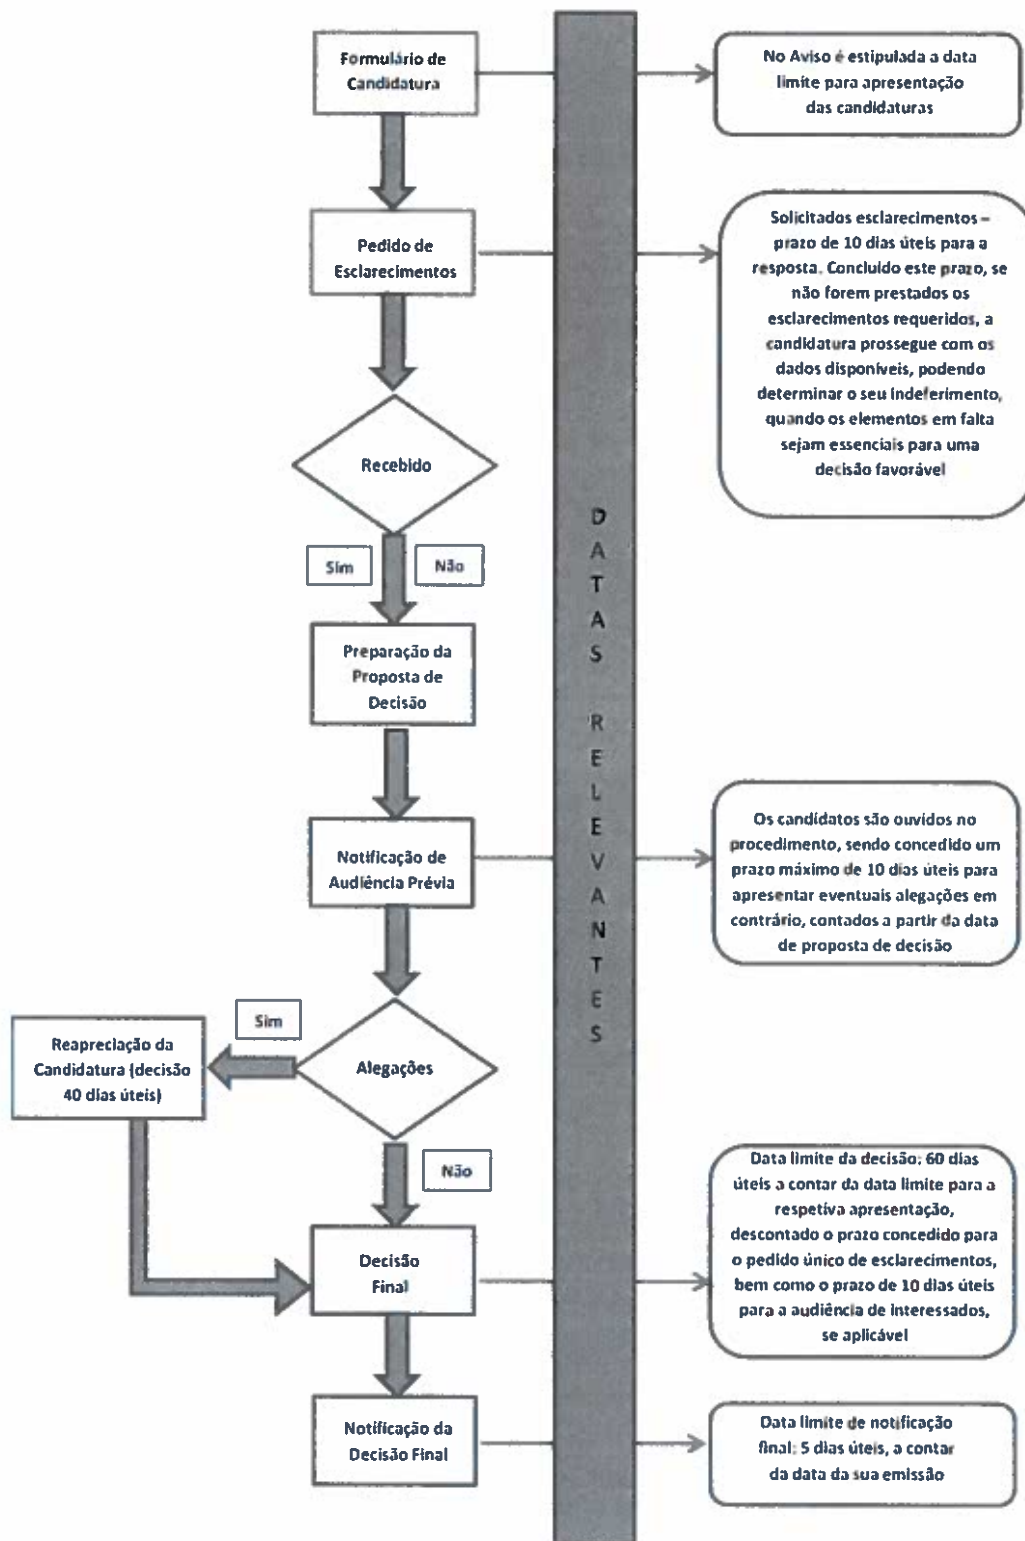 Formulário de
Candidatura
No Aviso é estipulada a data
limite para apresentação
das candidaturas
Pedido de
Esclarecimentos
Solicitados esclarecimentos –
prazo de 10 dias úteis para a
resposta. Concluído este prazo, se
não forem prestados os
esclarecimentos requeridos, a
candidatura prossegue com os
dados disponíveis, podendo
determinar o seu indeferimento,
quando os elementos em falta
sejam essenciais para uma
decisão favorável
Recebido
Sim
Não
Preparação da
Proposta de
Decisão
DATAS RELEVANTES
Notificação de
Audiência Prévia
Os candidatos são ouvidos no
procedimento, sendo concedido um
prazo máximo de 10 dias úteis para
apresentar eventuais alegações em
contrário, contados a partir da data
de proposta de decisão
Alegações
Sim
Reapreciação da
Candidatura (decisão
40 dias úteis)
Não
Decisão
Final
Data limite da decisão: 60 dias
úteis a contar da data limite para a
respetiva apresentação,
descontado o prazo concedido para
o pedido único de esclarecimentos,
bem como o prazo de 10 dias úteis
para a audiência de interessados,
se aplicável
Notificação da
Decisão Final
Data limite de notificação
final: 5 dias úteis, a contar
da data da sua emissão